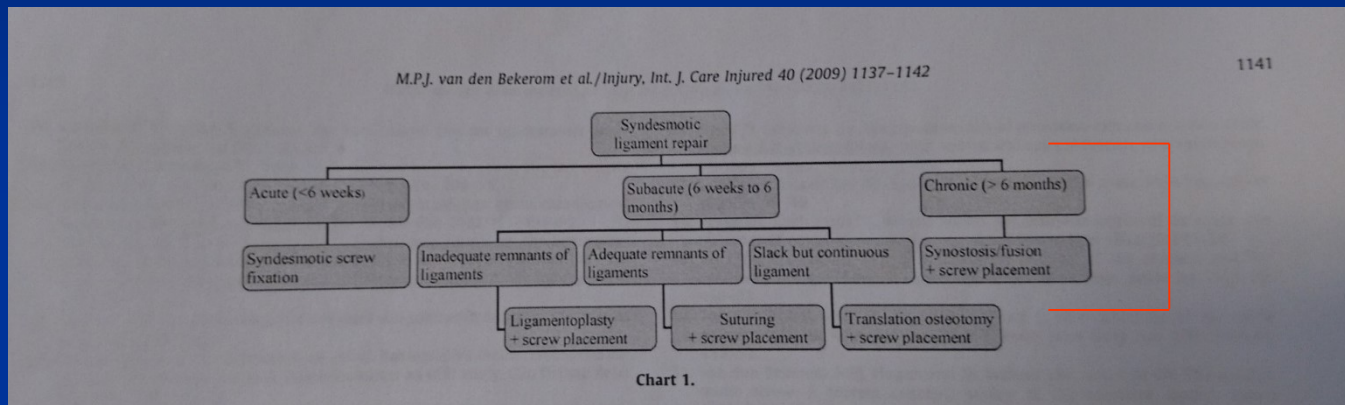 M.P.J. van den Bekerom et al./Injury, Int. J. Care Injured 40 (2009) 1137–1142
1141
Syndesmotic
ligament repair
Acute (<6 weeks)
Subacute (6 weeks to 6
months)
Chronic (> 6 months)
Syndesmotic screw
fixation
Inadequate remnants of
ligaments
Adequate remnants of
ligaments
Slack but continuous
ligament
Synostosis/fusion
+ screw placement
Ligamentoplasty
+ screw placement
Suturing
+ screw placement
Translation osteotomy
+ screw placement
Chart 1.